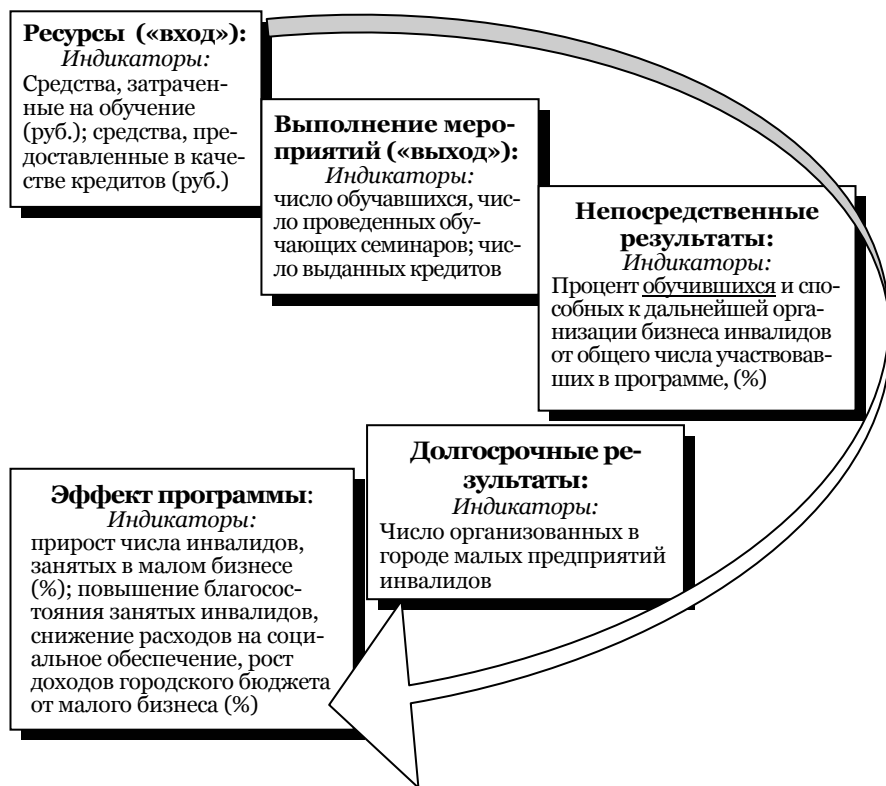 Ресурсы («вход»):
Индикаторы:
Средства, затрачен-
ные на обучение
(руб.); средства, пре-
доставленные в каче-
стве кредитов (руб.)
Выполнение меро-
приятий («выход»):
Индикаторы:
число обучавшихся, чис-
ло проведенных обу-
чающих семинаров; чис-
ло выданных кредитов
Непосредственные
результаты:
Индикаторы:
Процент обучившихся и спо-
собных к дальнейшей орга-
низации бизнеса инвалидов
от общего числа участвовав-
ших в программе, (%)
Долгосрочные ре-
зультаты:
Индикаторы:
Число организованных в
городе малых предприятий
инвалидов
Эффект программы:
Индикаторы:
прирост числа инвалидов,
занятых в малом бизнесе
(%); повышение благосос-
тояния занятых инвалидов,
снижение расходов на соци-
альное обеспечение, рост
доходов городского бюджета
от малого бизнеса (%)